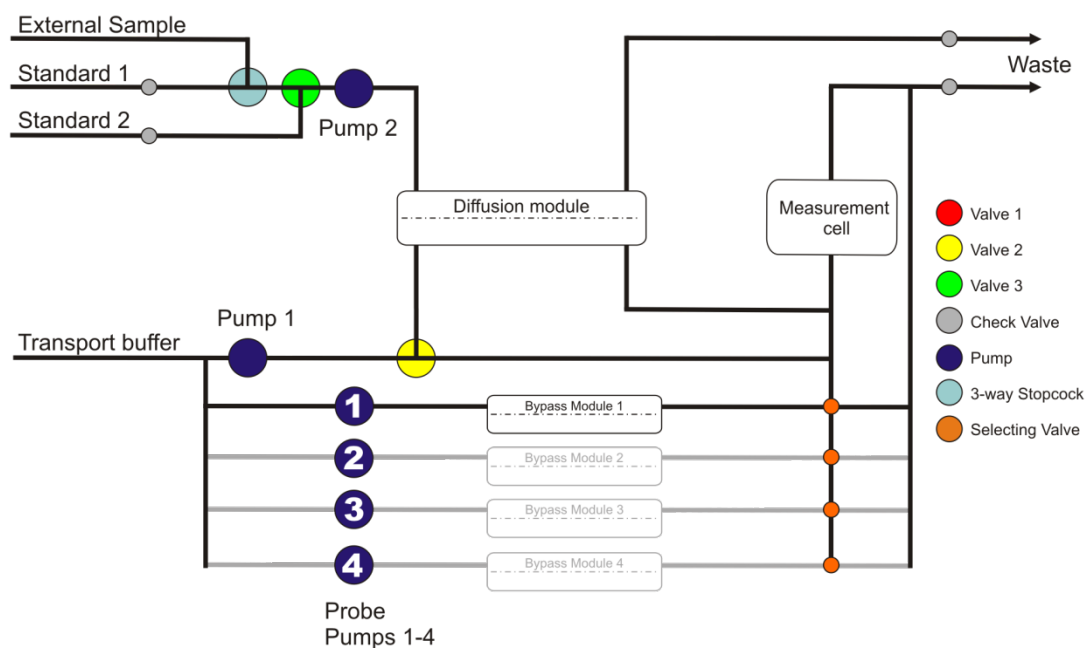 External Sample
Standard 1
Standard 2
Pump 2
Waste
Diffusion module
Measurement
cell
Valve 1
Valve 2
Valve 3
Check Valve
Pump
3-way Stopcock
Selecting Valve
Pump 1
Transport buffer
1
Bypass Module 1
2
Bypass Module 2
3
Bypass Module 3
4
Bypass Module 4
Probe
Pumps 1-4